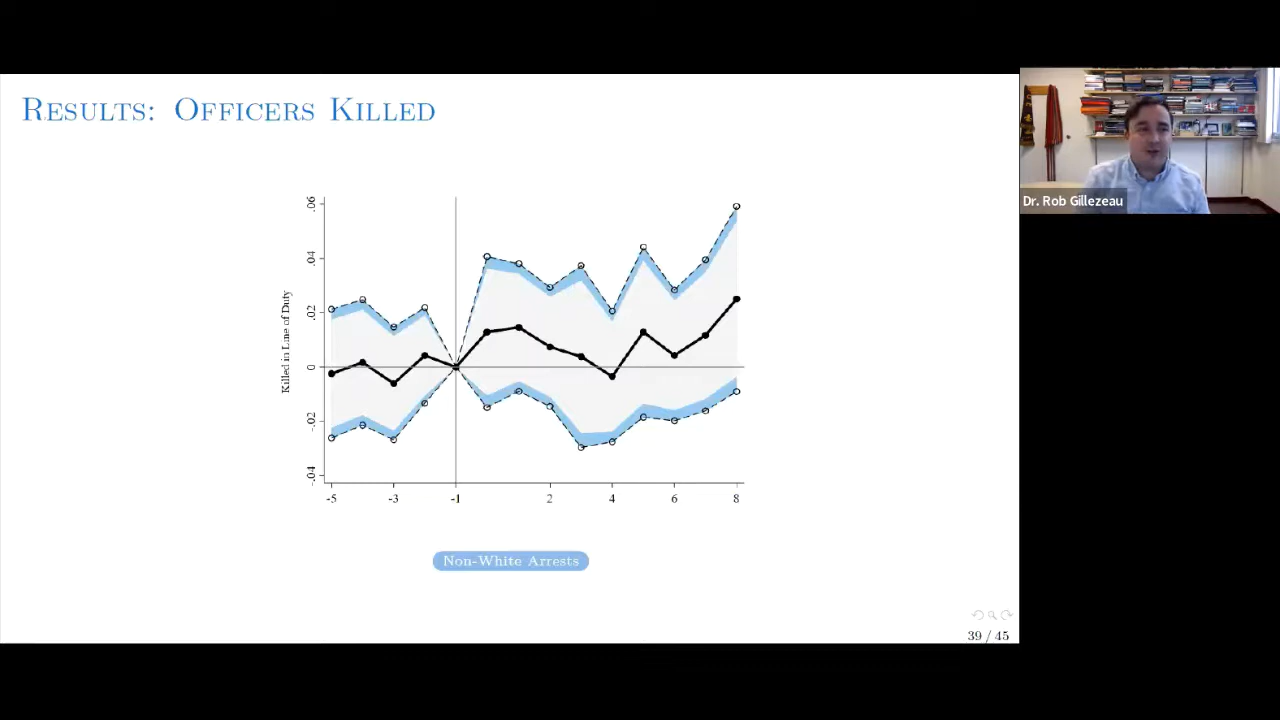 RESULTS: OFFICERS KILLED
Dr. Rob Gillezeau
Killed in Line of Duty
.06
.04
.02
0
-.02
-.04
-5
-3
-1
2
4
6
8
Non-White Arrests
39 / 45